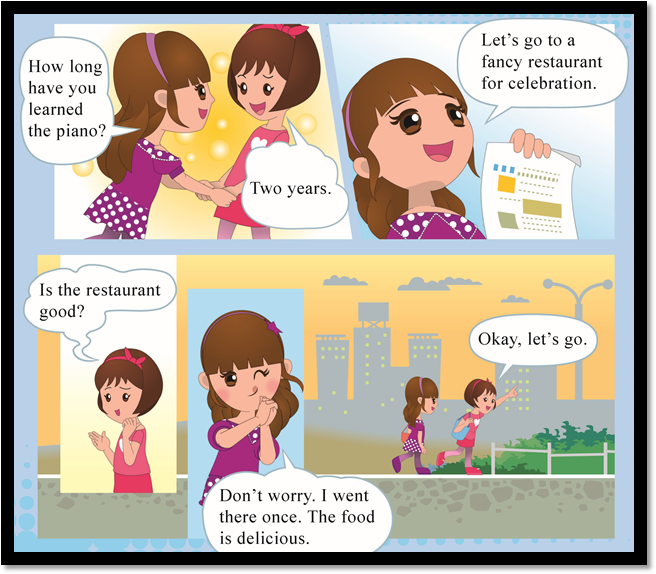 How long
have you
learned
the piano?
Two years.
Let's go to a
fancy restaurant
for celebration.
Is the restaurant
good?
Don't worry. I went
there once. The food
is delicious.
Okay, let's go.